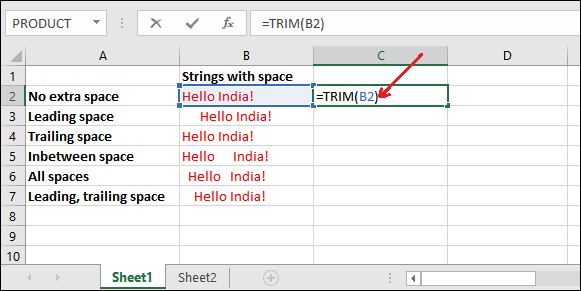 PRODUCT =TRIM(B2)
A B C D
1 Strings with space
2 No extra space Hello India! =TRIM(B2)
3 Leading space Hello India!
4 Trailing space Hello India!
5 Inbetween space Hello India!
6 All spaces Hello India!
7 Leading, trailing space Hello India!
8
9
10
Sheet1 Sheet2